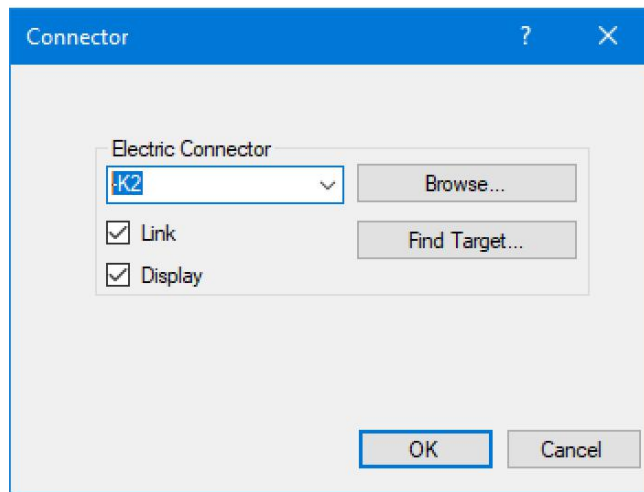 Connector ?
Electric Connector
-K2 Browse...
Link Find Target...
Display
OK Cancel